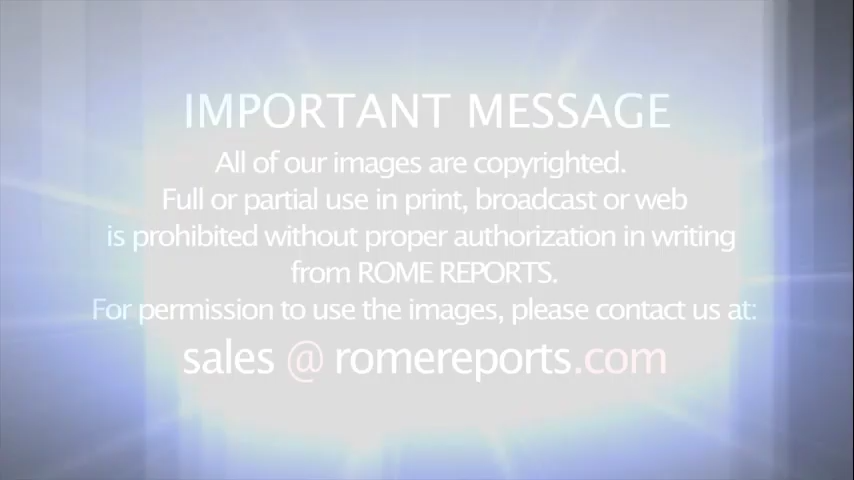 IMPORTANT MESSAGE
All of our images are copyrighted.
Full or partial use in print, broadcast or web
is prohibited without proper authorization in writing
from ROME REPORTS.
For permission to use the images, please contact us at:
sales @ romereports.com